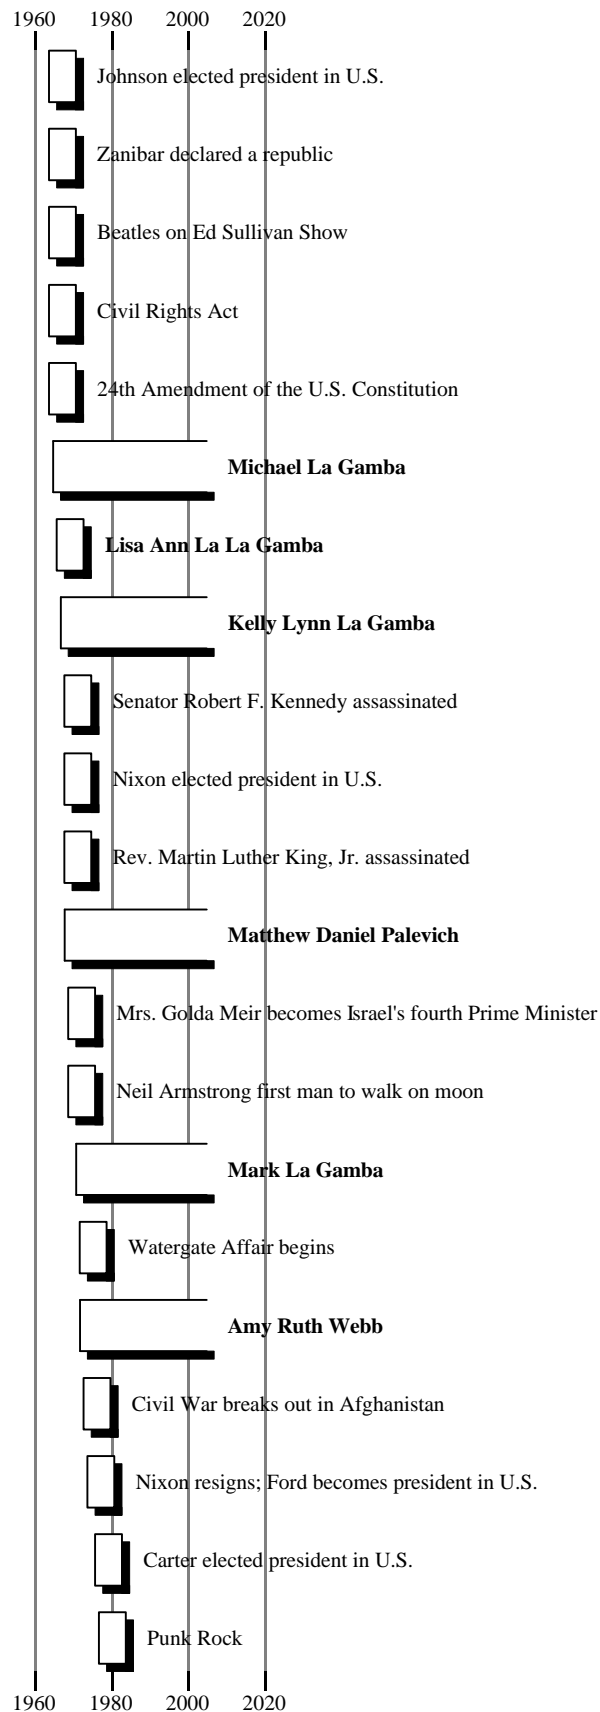 1960 1980 2000 2020
Johnson elected president in U.S.
Zanibar declared a republic
Beatles on Ed Sullivan Show
Civil Rights Act
24th Amendment of the U.S. Constitution
Michael La Gamba
Lisa Ann La La Gamba
Kelly Lynn La Gamba
Senator Robert F. Kennedy assassinated
Nixon elected president in U.S.
Rev. Martin Luther King, Jr. assassinated
Matthew Daniel Palevich
Mrs. Golda Meir becomes Israel's fourth Prime Minister
Neil Armstrong first man to walk on moon
Mark La Gamba
Watergate Affair begins
Amy Ruth Webb
Civil War breaks out in Afghanistan
Nixon resigns; Ford becomes president in U.S.
Carter elected president in U.S.
Punk Rock
1960 1980 2000 2020